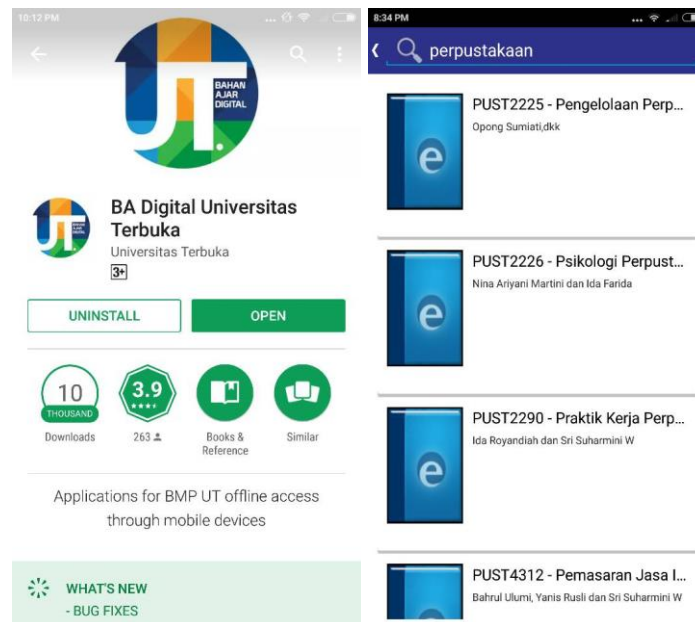 10:12 PM
UT
BAHAN
AJAR
DIGITAL
UT
BAHAN
AJAR
DIGITAL
BA Digital Universitas
Terbuka
Universitas Terbuka
3+
UNINSTALL
OPEN
10
THOUSAND
Downloads
3.9
263
Books &
Reference
Similar
Applications for BMP UT offline access
through mobile devices
WHAT'S NEW
- BUG FIXES
8:34 PM
perpustakaan
PUST2225 - Pengelolaan Perp...
Opong Sumiati,dkk
e
PUST2226 - Psikologi Perpust...
Nina Ariyani Martini dan Ida Farida
e
PUST2290 - Praktik Kerja Perp...
Ida Royandiah dan Sri Suharmini W
e
PUST4312 - Pemasaran Jasa I...
Bahrul Ulumi, Yanis Rusli dan Sri Suharmini W